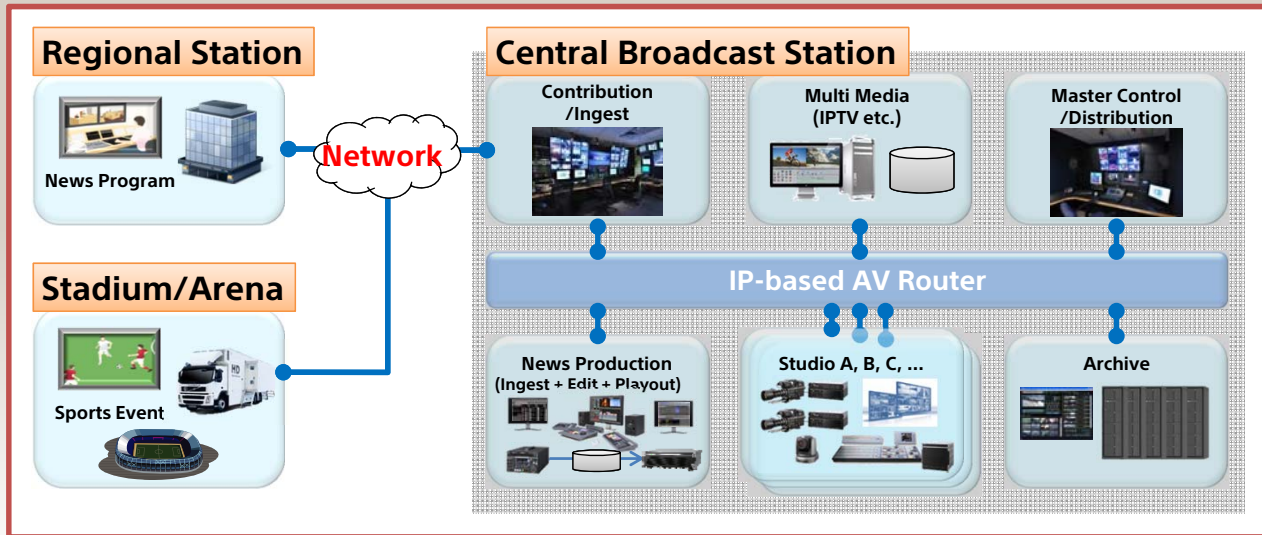 Regional Station
News Program
Network
Stadium/Arena
HD
Sports Event
Central Broadcast Station
Contribution
/Ingest
Multi Media
(IPTV etc.)
Master Control
/Distribution
IP-based AV Router
News Production
(Ingest + Edit + Playout)
Studio A, B, C, ...
Archive